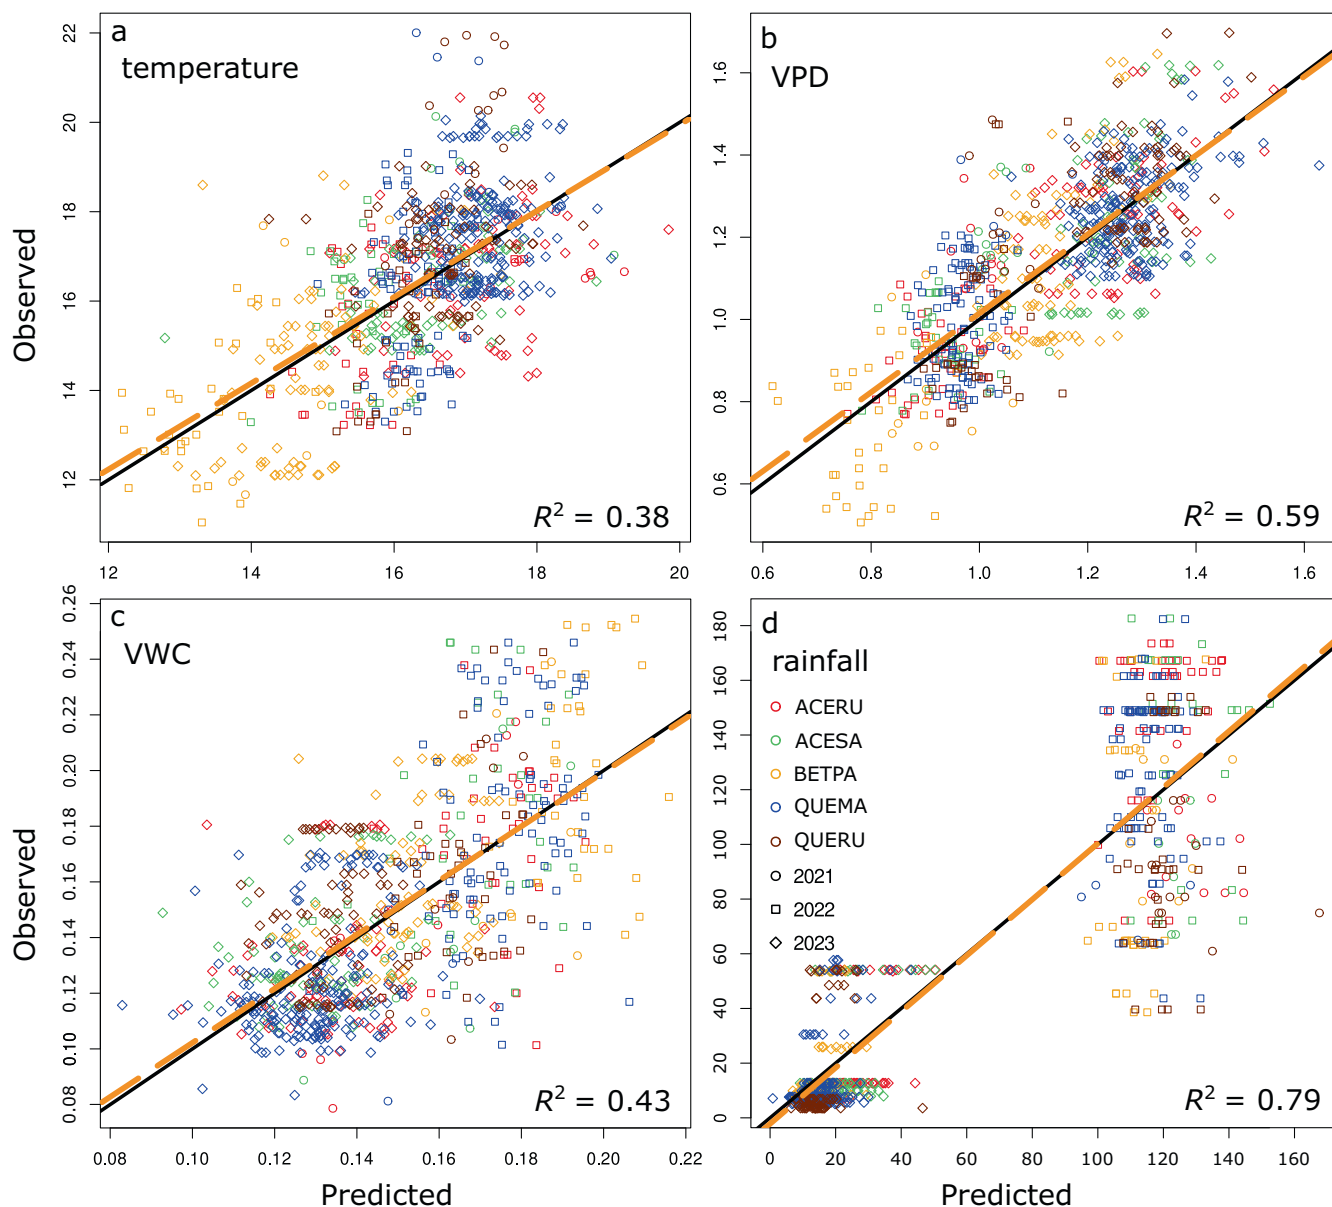 a
temperature
22
20
18
16
14
12
Observed
R² = 0.38
12 14 16 18 20
b
VPD
1.6
1.4
1.2
1.0
0.8
0.6
R² = 0.59
0.6 0.8 1.0 1.2 1.4 1.6
c
VWC
0.26
0.24
0.22
0.20
0.18
0.16
0.14
0.12
0.10
0.08
Observed
R² = 0.43
0.08 0.10 0.12 0.14 0.16 0.18 0.20 0.22
Predicted
d
rainfall
ACERU
ACESA
BETPA
QUEMA
QUERU
2021
2022
2023
180
160
140
120
100
80
60
40
20
0
R² = 0.79
0 20 40 60 80 100 120 140 160
Predicted